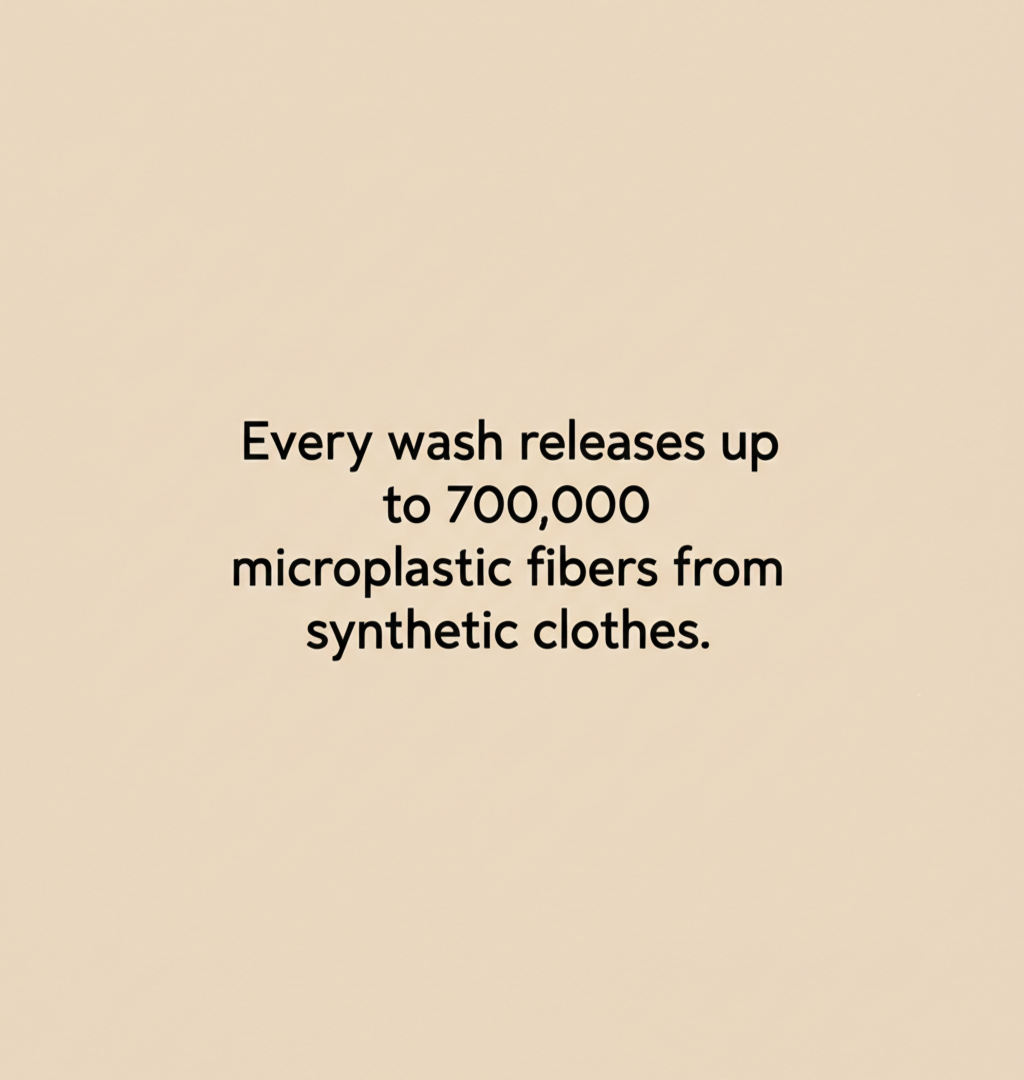 Every wash releases up
to 700,000
microplastic fibers from
synthetic clothes.